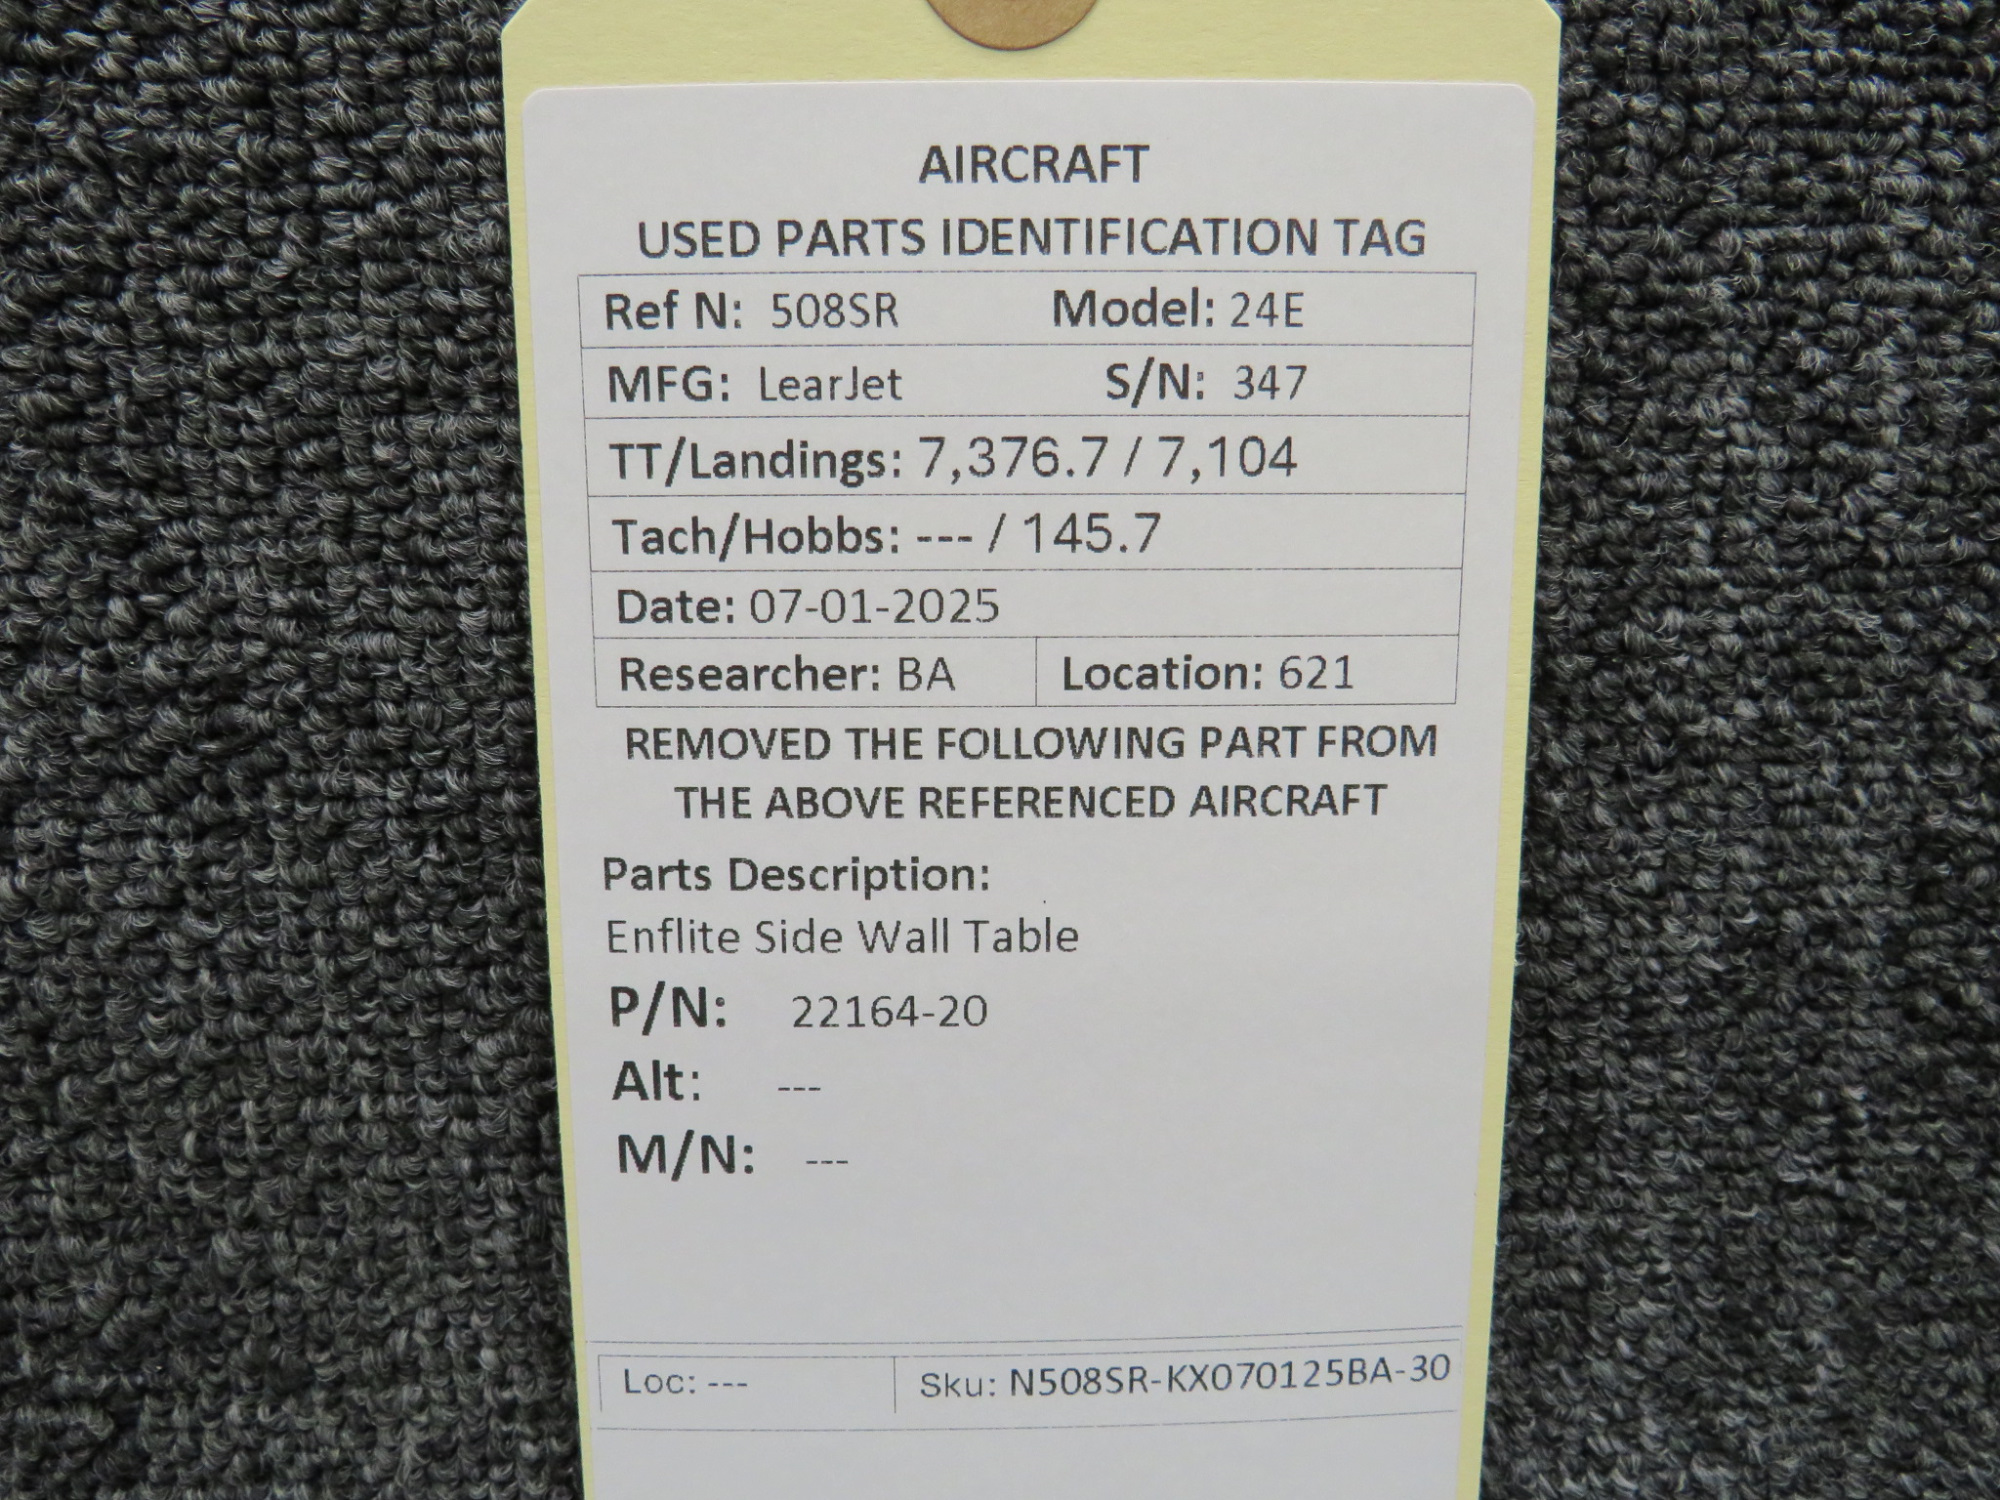 AIRCRAFT
USED PARTS IDENTIFICATION TAG
Ref N: 508SR Model: 24E
MFG: LearJet S/N: 347
TT/Landings: 7,376.7 / 7,104
Tach/Hobbs: --- / 145.7
Date: 07-01-2025
Researcher: BA Location: 621
REMOVED THE FOLLOWING PART FROM
THE ABOVE REFERENCED AIRCRAFT
Parts Description:
Enflite Side Wall Table
P/N: 22164-20
Alt: ---
M/N: ---
Loc: --- Sku: N508SR-KX070125BA-30